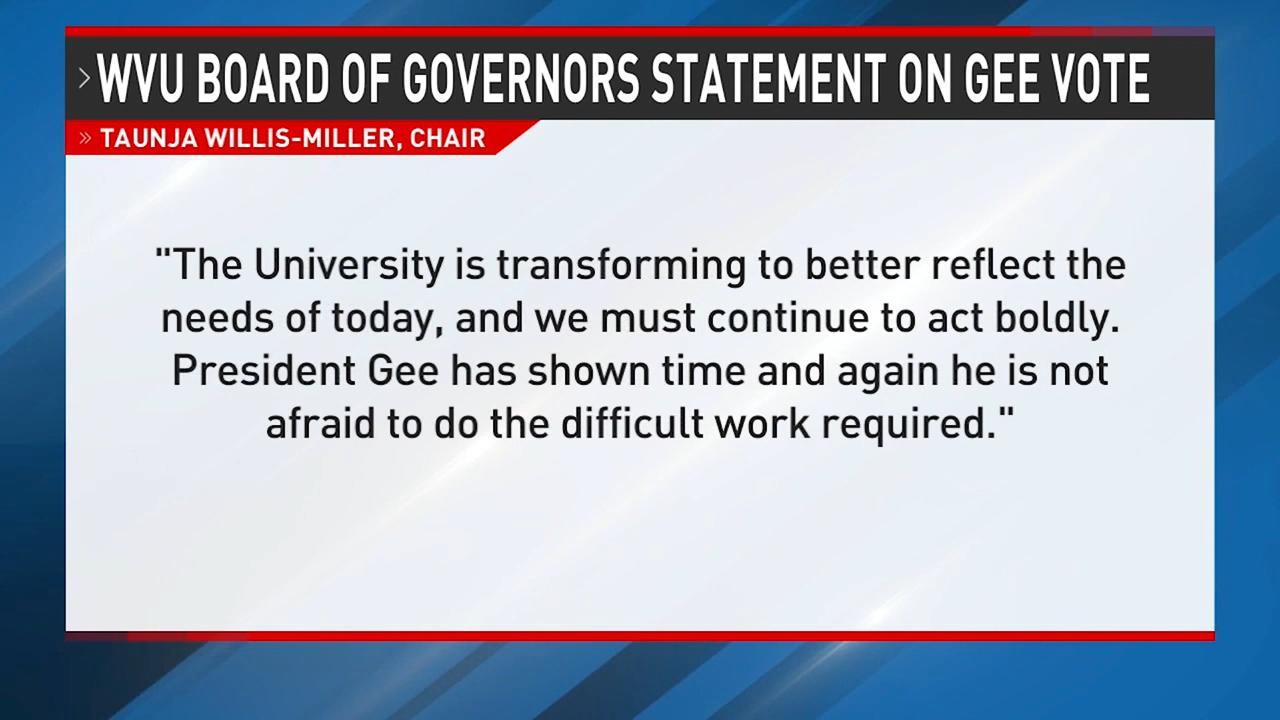 › WVU BOARD OF GOVERNORS STATEMENT ON GEE VOTE
» TAUNJA WILLIS-MILLER, CHAIR
"The University is transforming to better reflect the
needs of today, and we must continue to act boldly.
President Gee has shown time and again he is not
afraid to do the difficult work required."